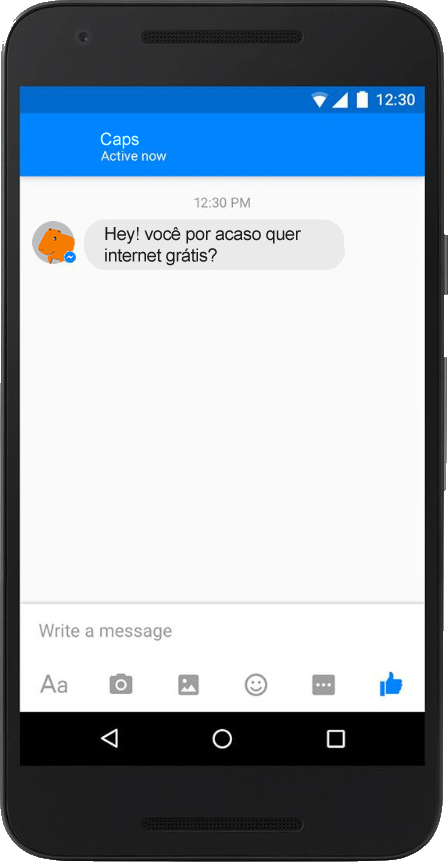 12:30
Caps
Active now
12:30 PM
Hey! você por acaso quer
internet grátis?
Write a message
Aa